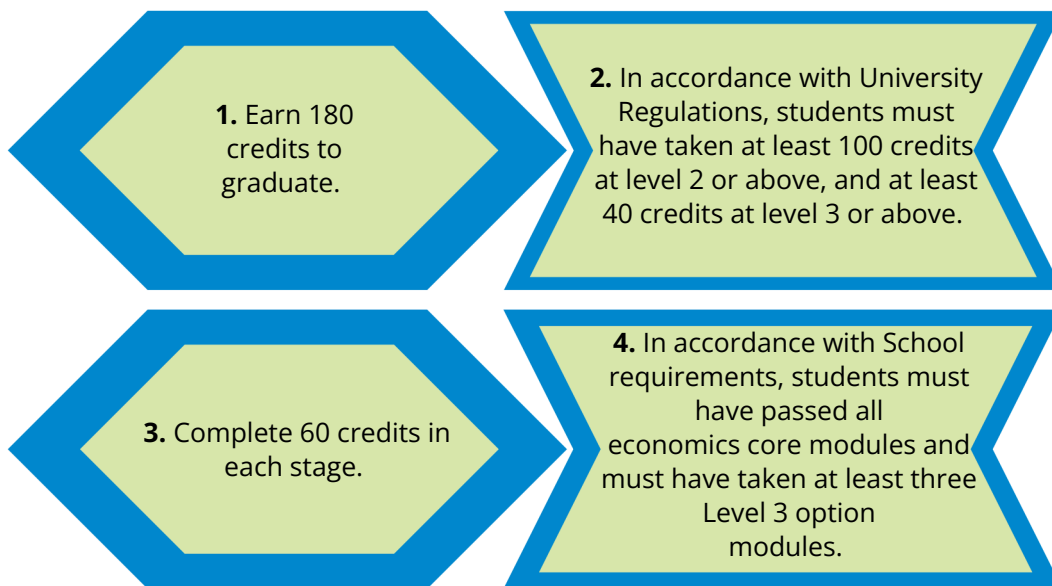 1. Earn 180
credits to
graduate.
2. In accordance with University
Regulations, students must
have taken at least 100 credits
at level 2 or above, and at least
40 credits at level 3 or above.
3. Complete 60 credits in
each stage.
4. In accordance with School
requirements, students must
have passed all
economics core modules and
must have taken at least three
Level 3 option
modules.